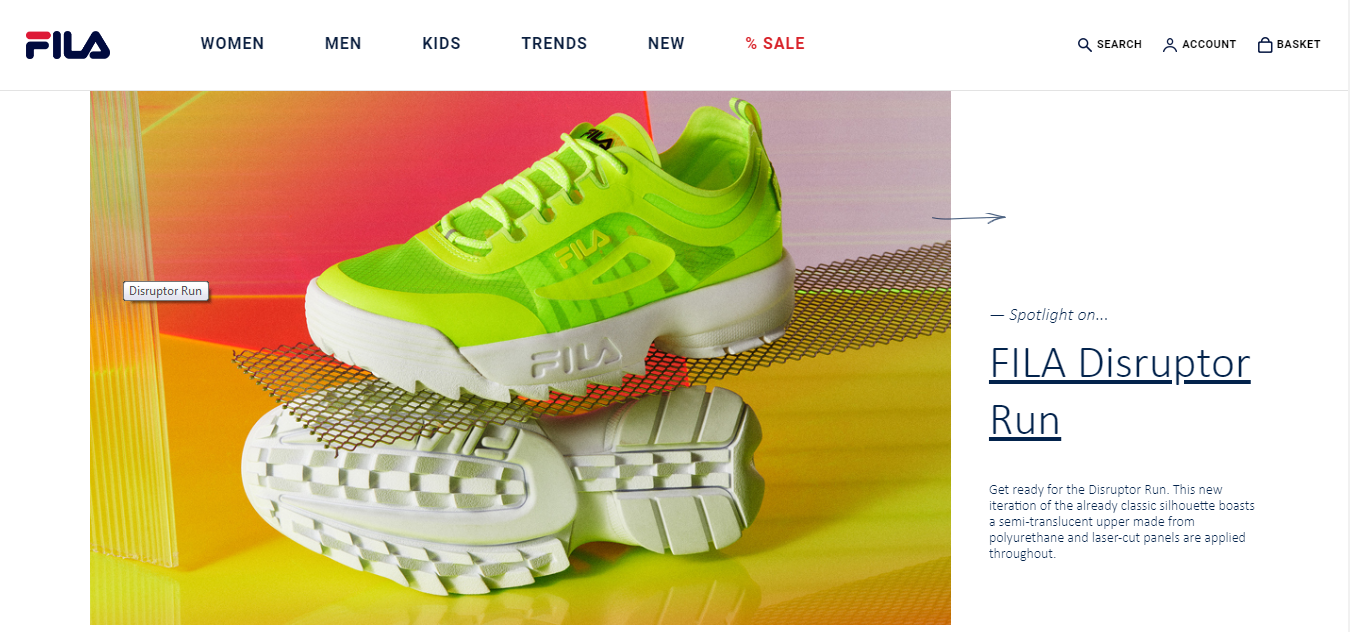 FILA
WOMEN
MEN
KIDS
TRENDS
NEW
% SALE
SEARCH
ACCOUNT
BASKET
FILA
FILA
Disruptor Run
FILA
— Spotlight on...
FILA Disruptor
Run
Get ready for the Disruptor Run. This new
iteration of the already classic silhouette boasts
a semi-translucent upper made from
polyurethane and laser-cut panels are applied
throughout.